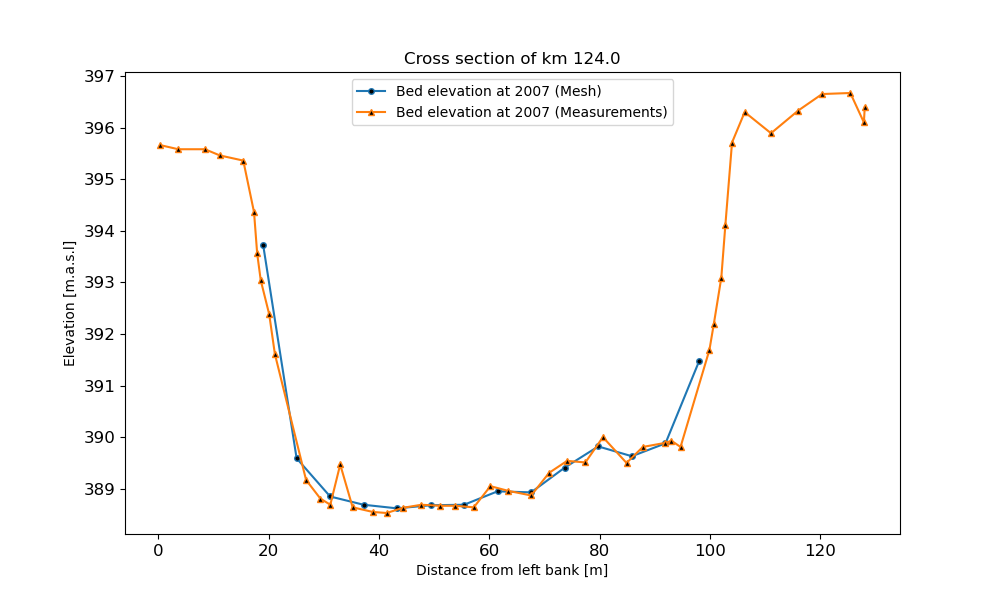 Cross section of km 124.0
Bed elevation at 2007 (Mesh)
Bed elevation at 2007 (Measurements)
Elevation [m.a.s.l]
397
396
395
394
393
392
391
390
389
0 20 40 60 80 100 120
Distance from left bank [m]